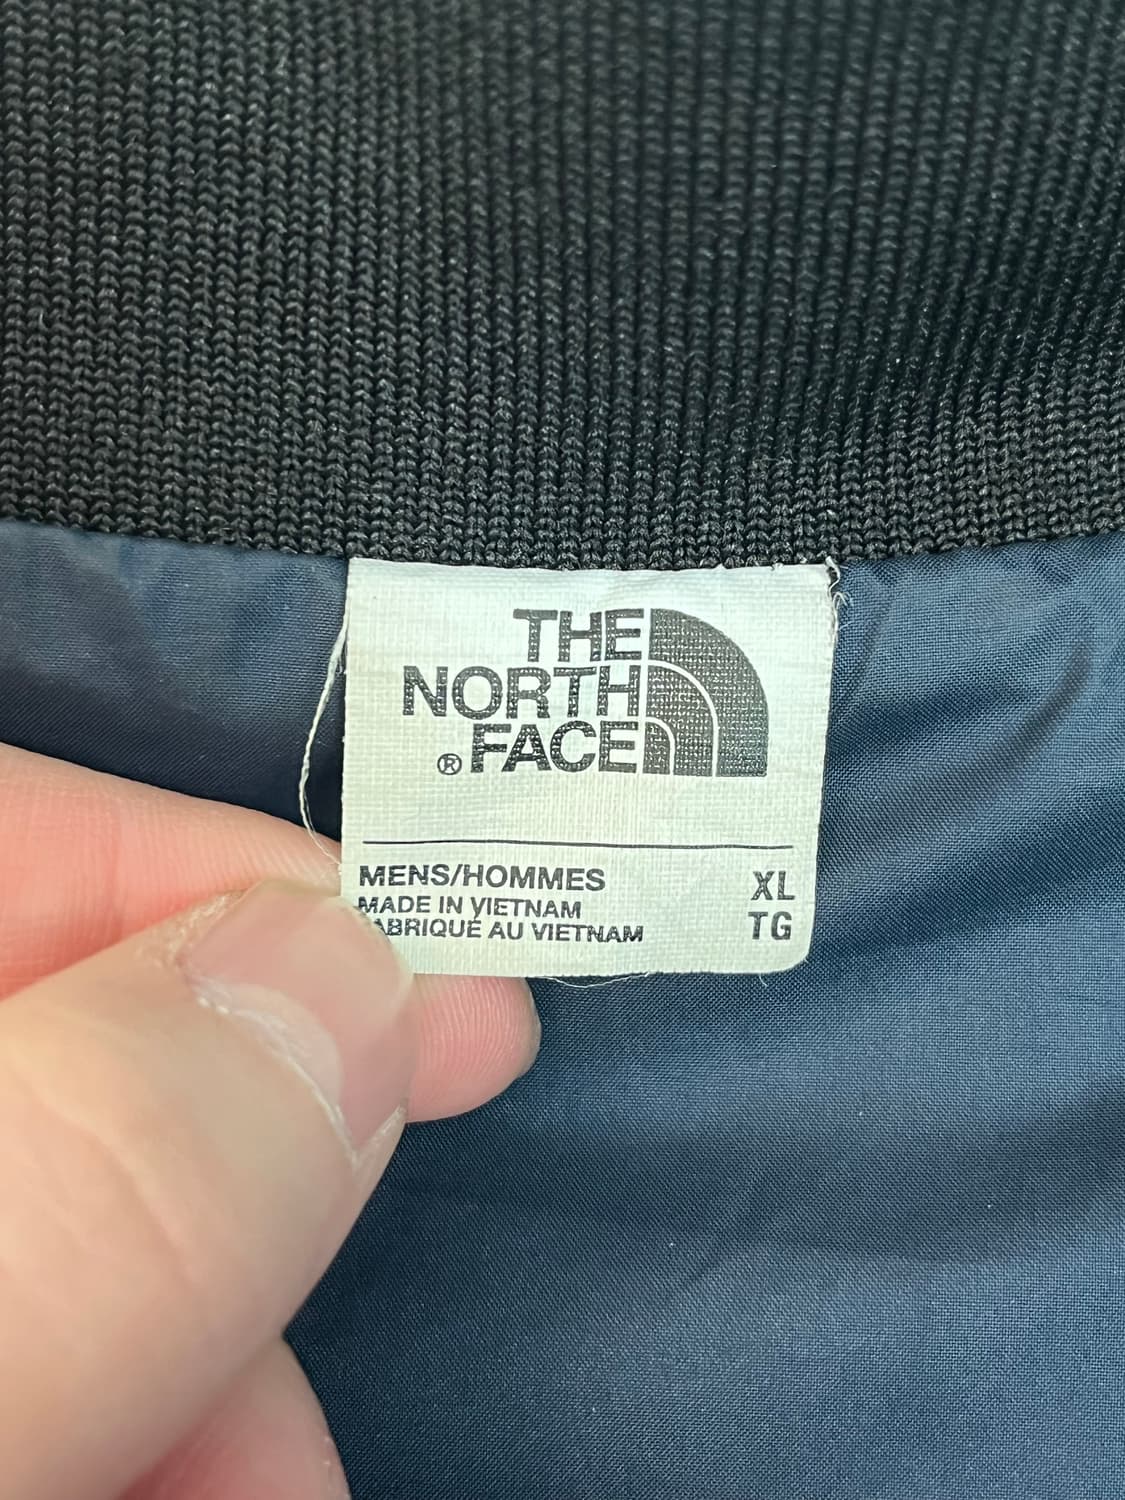 THE
NORTH
® FACE
MENS/HOMMES XL
MADE IN VIETNAM
FABRIQUÉ AU VIETNAM TG